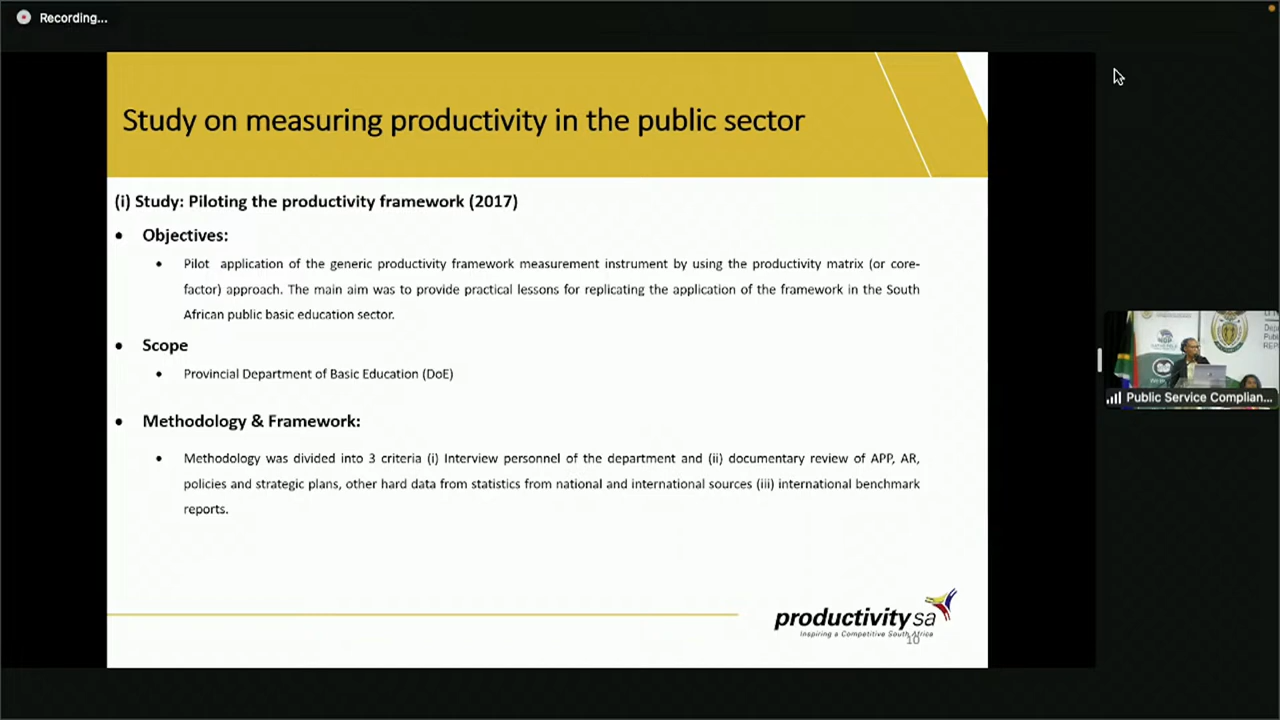 Recording...
Study on measuring productivity in the public sector
(i) Study: Piloting the productivity framework (2017)
• Objectives:
• Pilot application of the generic productivity framework measurement instrument by using the productivity matrix (or core-
factor) approach. The main aim was to provide practical lessons for replicating the application of the framework in the South
African public basic education sector.
• Scope
• Provincial Department of Basic Education (DoE)
• Methodology & Framework:
• Methodology was divided into 3 criteria (i) Interview personnel of the department and (ii) documentary review of APP, AR,
policies and strategic plans, other hard data from statistics from national and international sources (iii) international benchmark
reports.
Public Service Complian...
productivity sa
Inspiring a Competitive South Africa
10